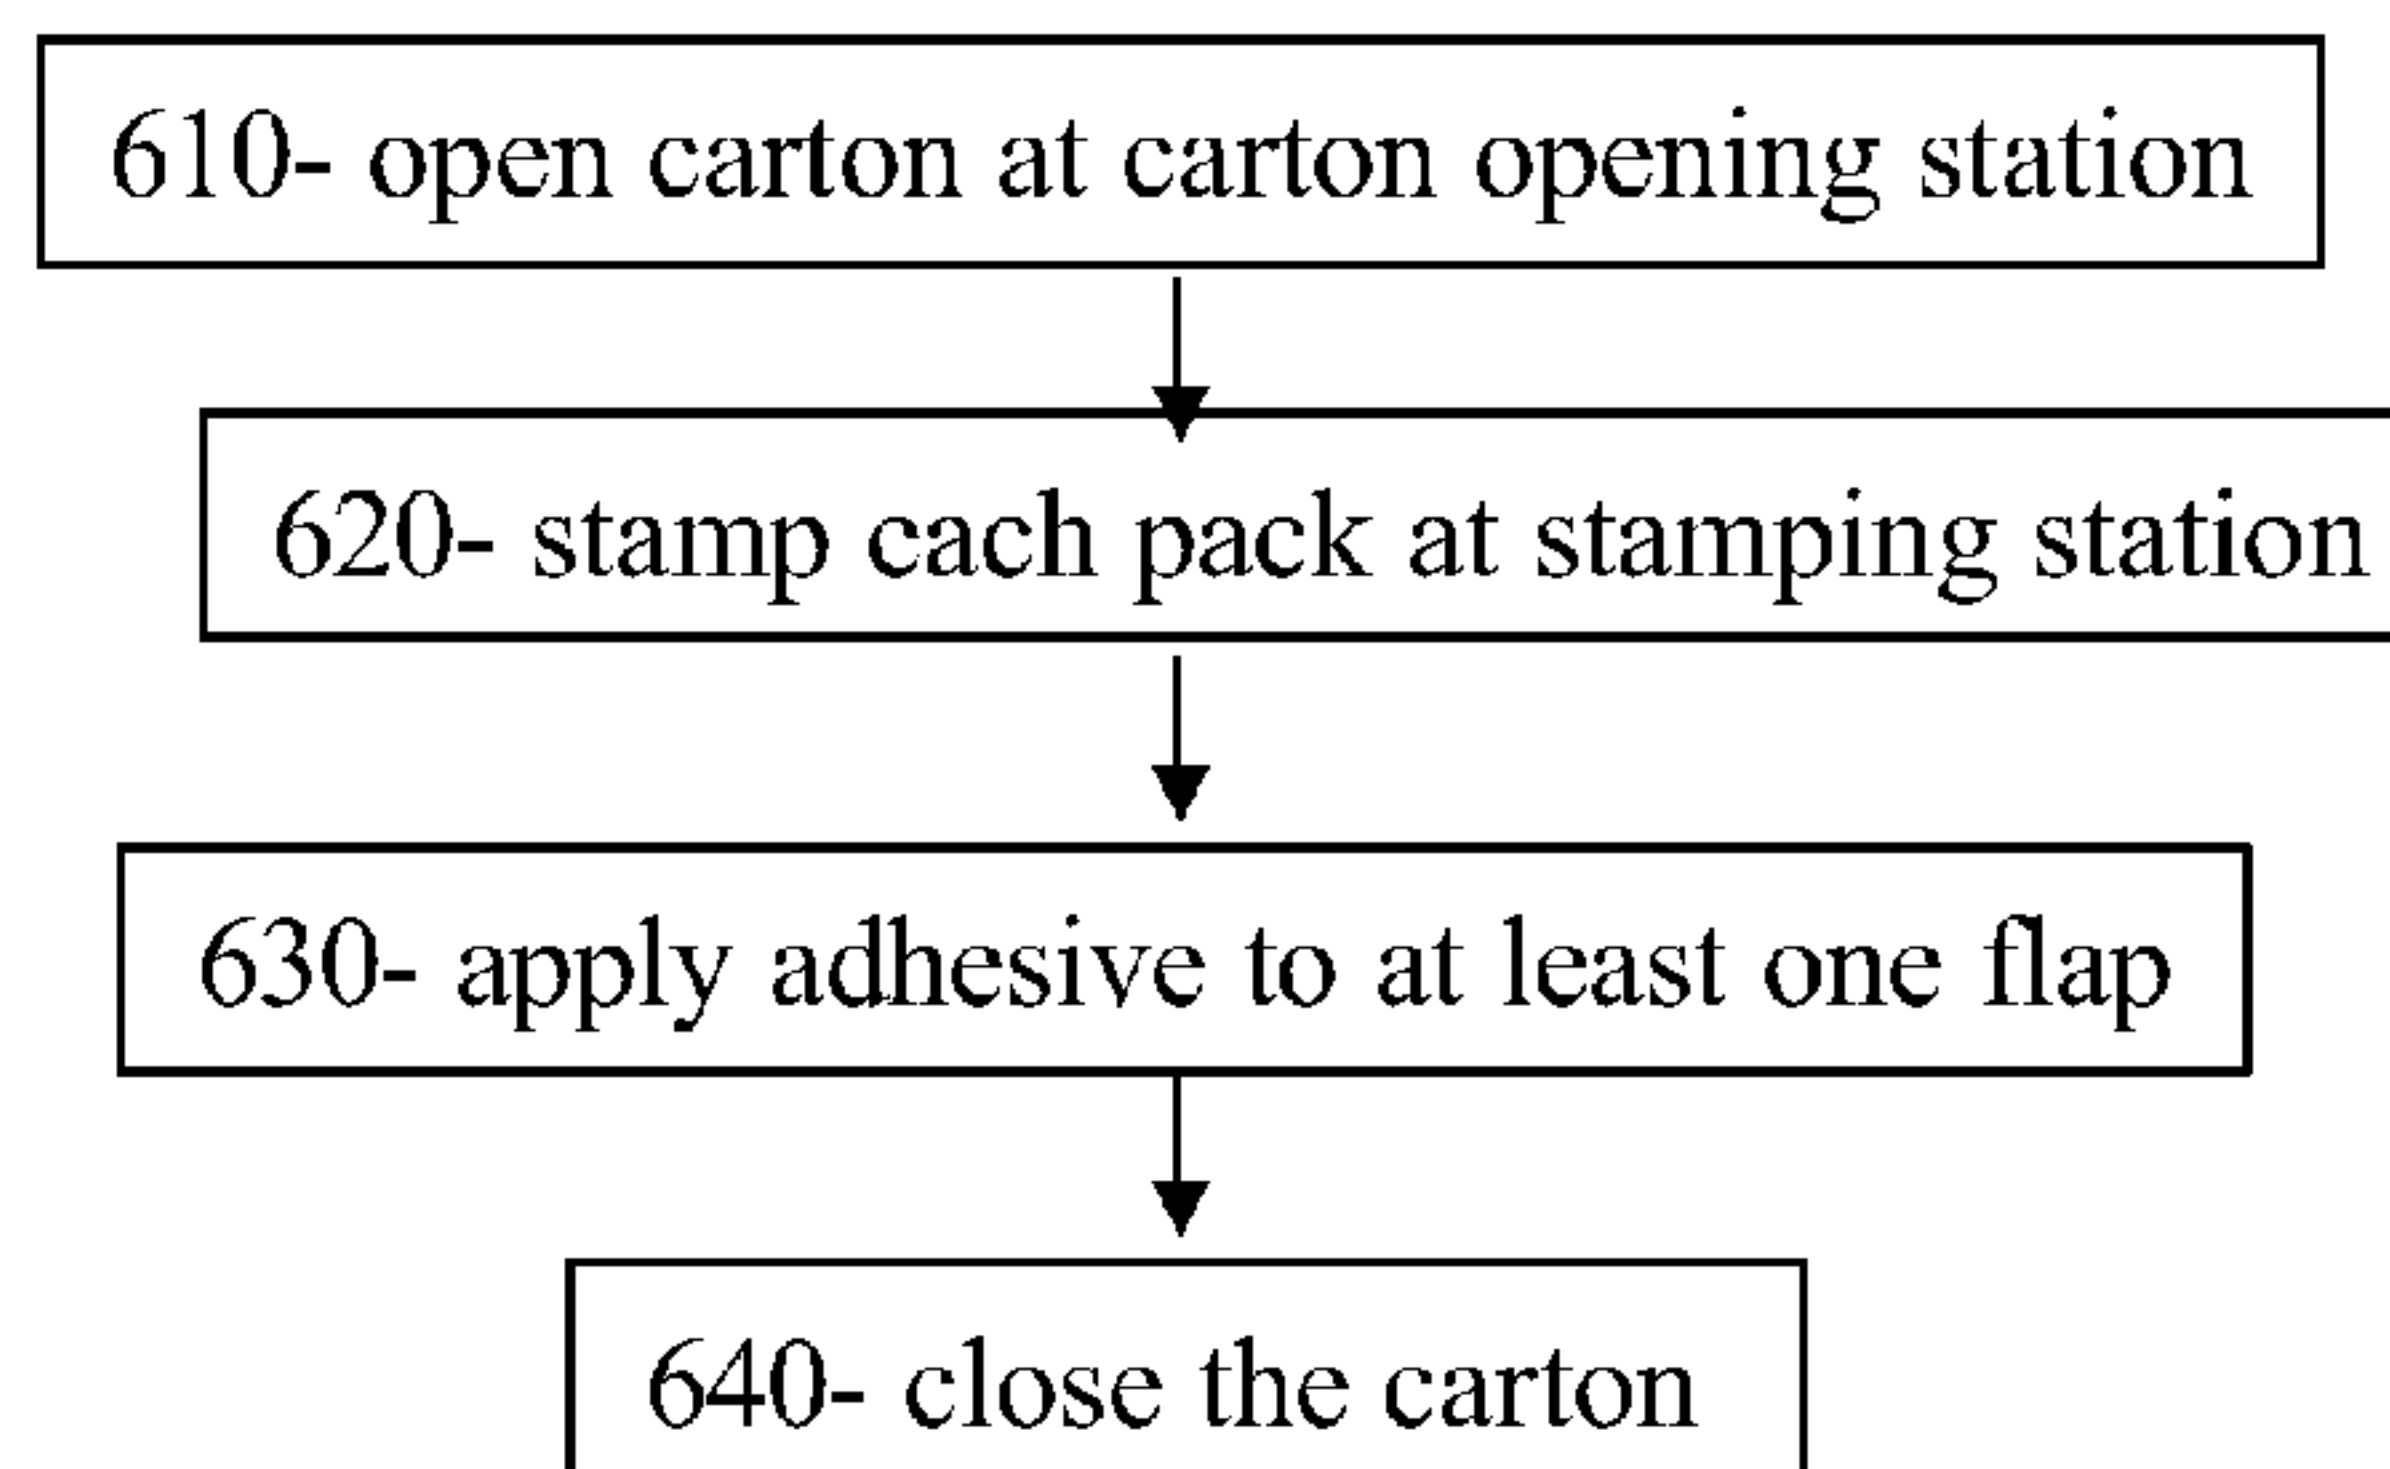 610- open carton at carton opening station
620- stamp cach pack at stamping station
630- apply adhesive to at least one flap
640- close the carton